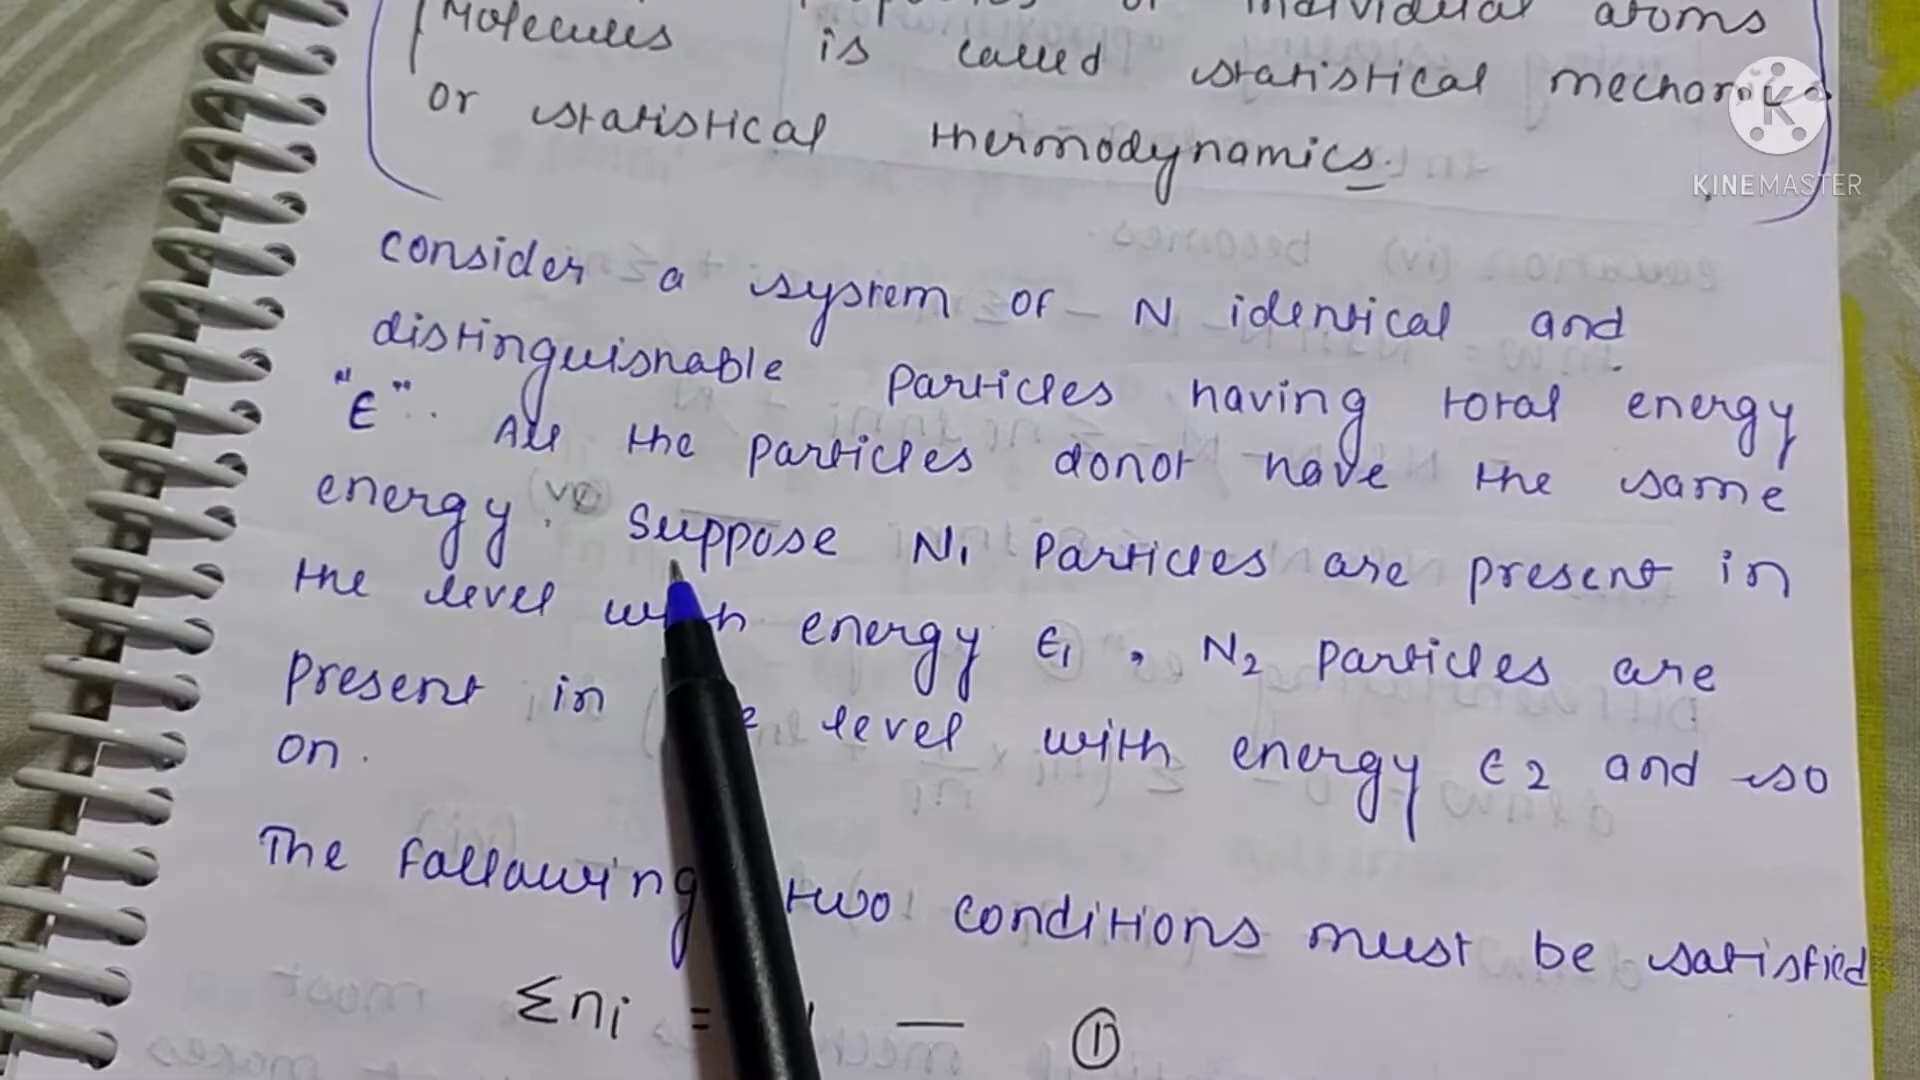 Molecules is called statistical
or statistical thermodynamics.
KINEMASTER
consider a system of N identical and
distinguishable Particles having total energy
"E". All the particles donot have the same
energy. Suppose N1 Particles are present in
the level with energy ε1, N2 particles are
present in level with energy ε2 and so
on.
The following two conditions must be satisfied
Σni = — ①